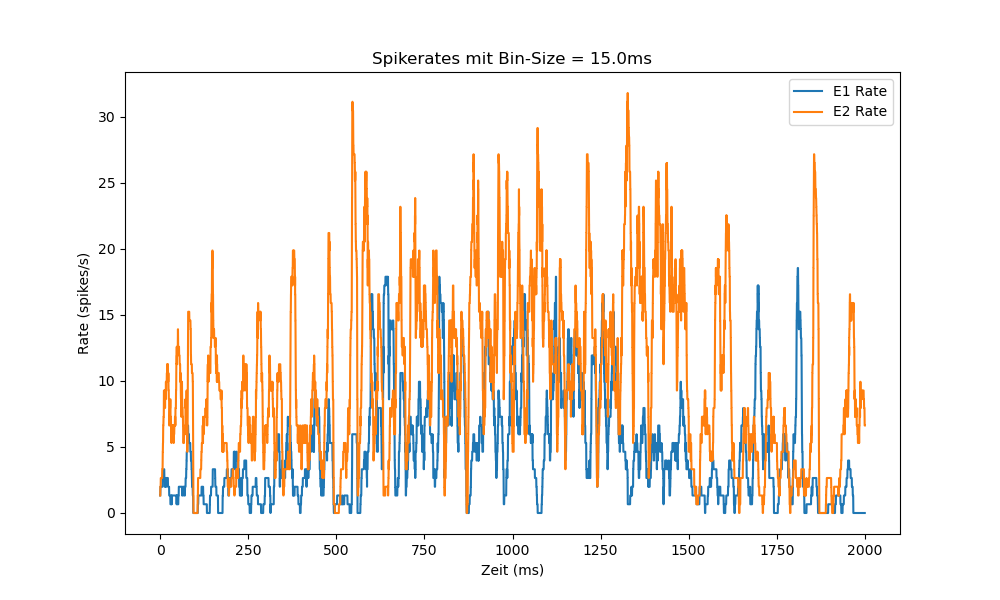 Spikerates mit Bin-Size = 15.0ms
E1 Rate
E2 Rate
30
25
20
15
10
5
0
Rate (spikes/s)
0 250 500 750 1000 1250 1500 1750 2000
Zeit (ms)